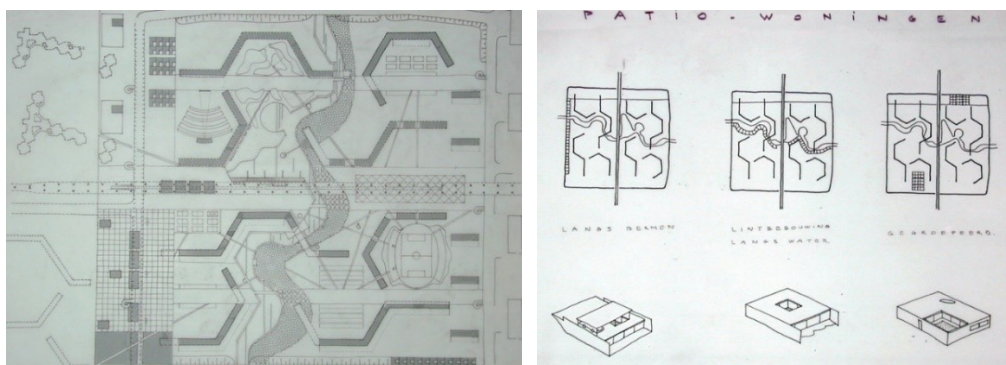 PATIO-WONiNGEN
LANGS BERMEN
LINTBEBOUWING
LANGS WATER
GEGROEPEERD.